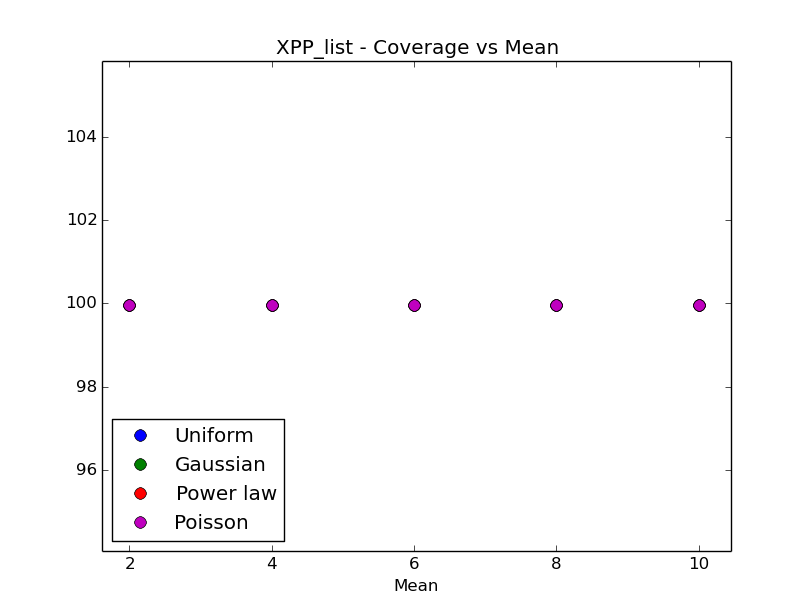 XPP_list - Coverage vs Mean
104
102
100
98
96
Uniform
Gaussian
Power law
Poisson
2 4 6 8 10
Mean